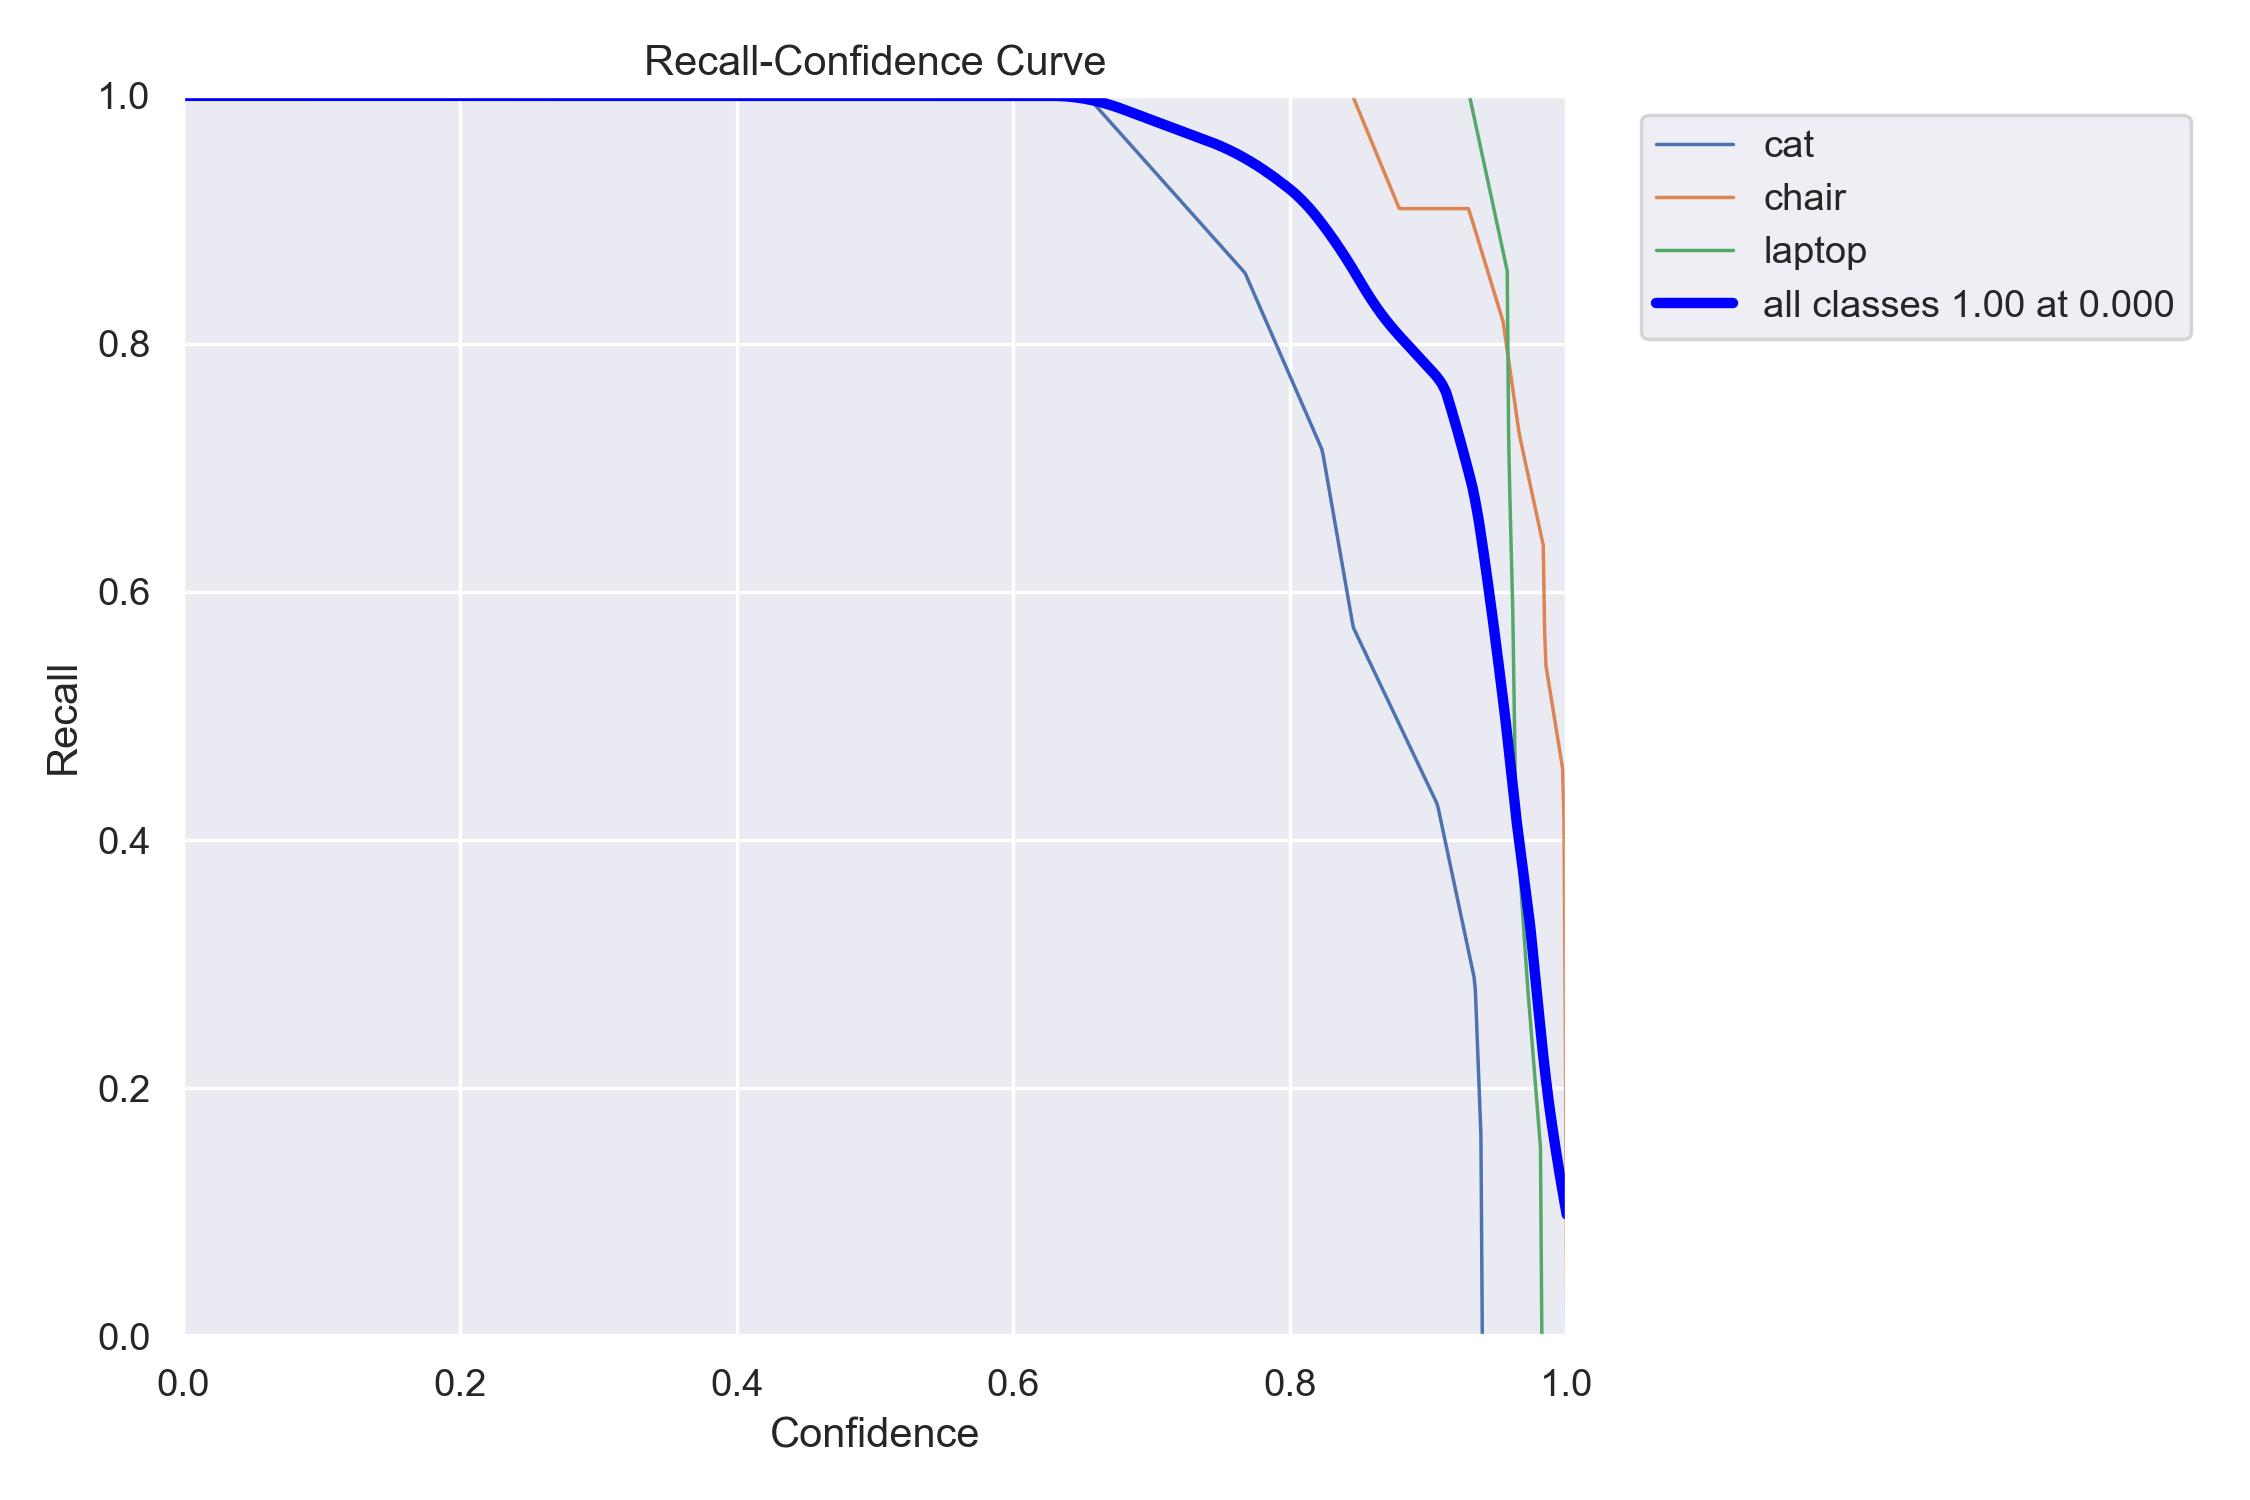 Recall-Confidence Curve
1.0
0.8
0.6
0.4
0.2
0.0
Recall
0.0 0.2 0.4 0.6 0.8 1.0
Confidence
cat
chair
laptop
all classes 1.00 at 0.000